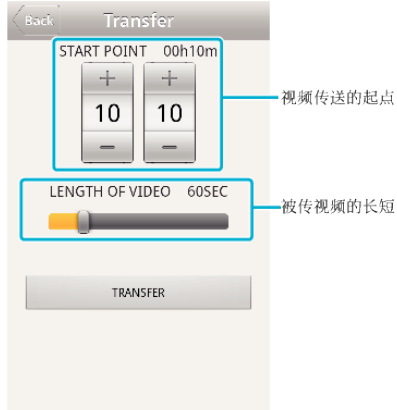 Back Transfer
START POINT 00h10m
+ +
10 10
- -
视频传送的起点
LENGTH OF VIDEO 60SEC
被传视频的长短
TRANSFER